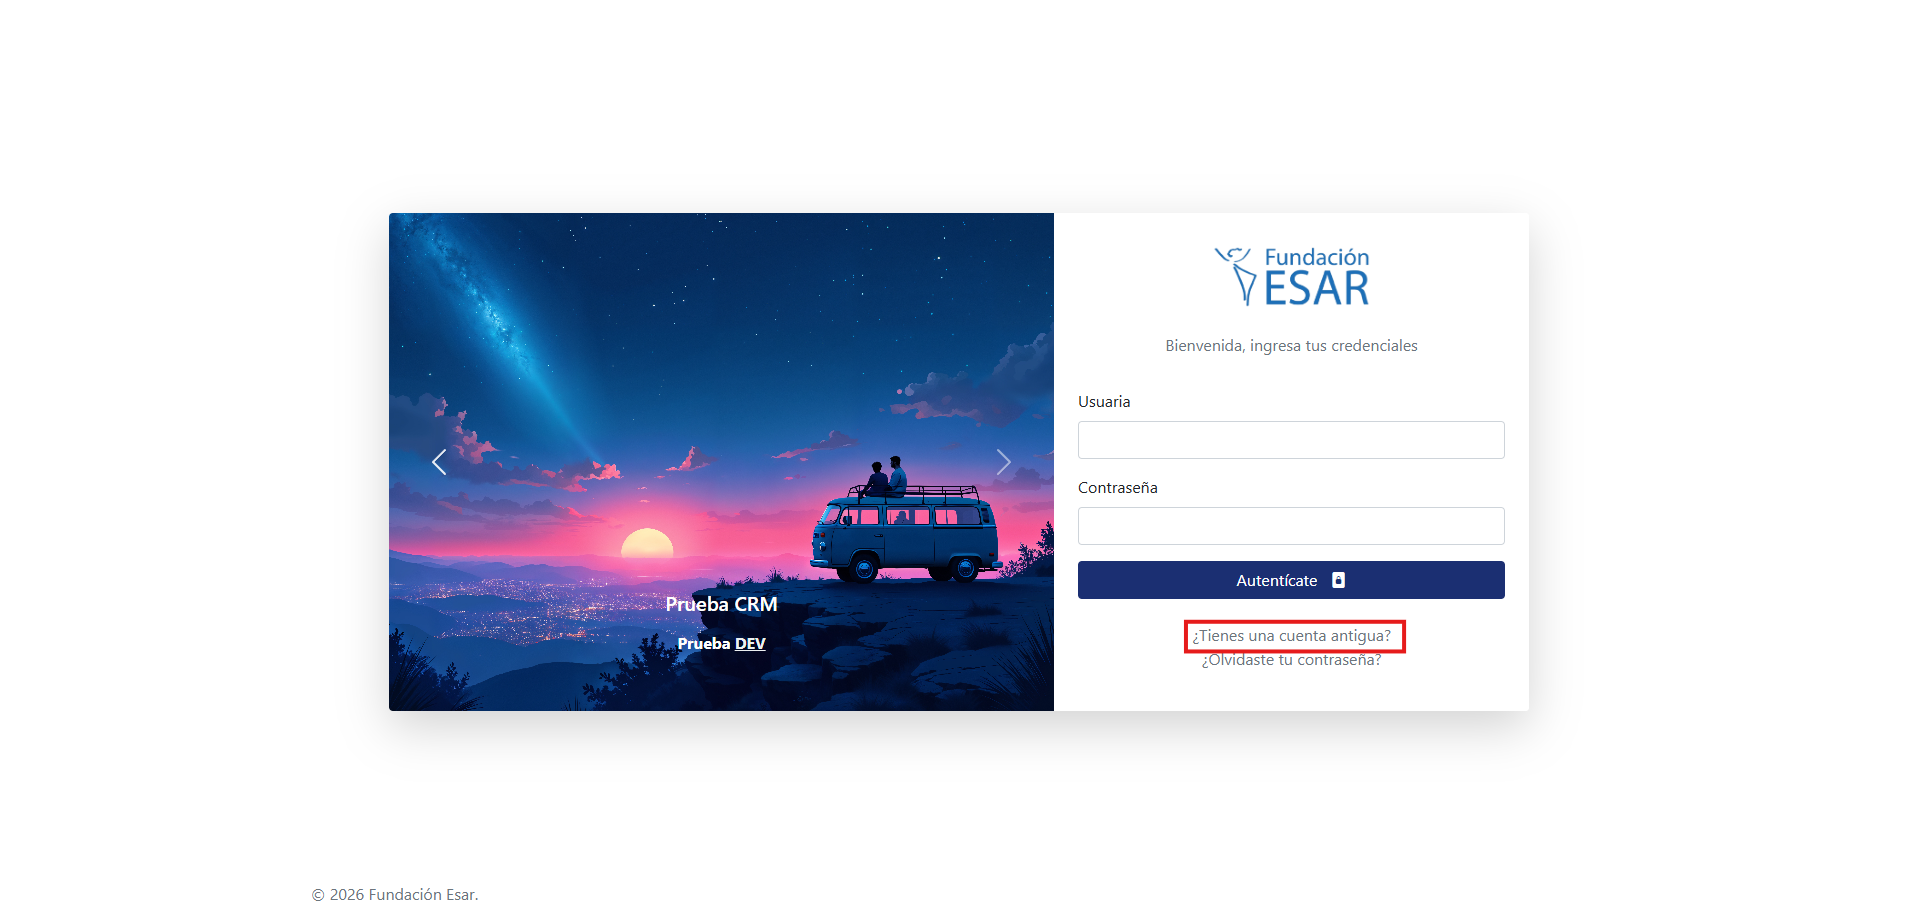 Fundación
ESAR
Bienvenida, ingresa tus credenciales
Usuaria
Contraseña
Autentícate
¿Tienes una cuenta antigua?
¿Olvidaste tu contraseña?
Prueba CRM
Prueba DEV
© 2026 Fundación Esar.